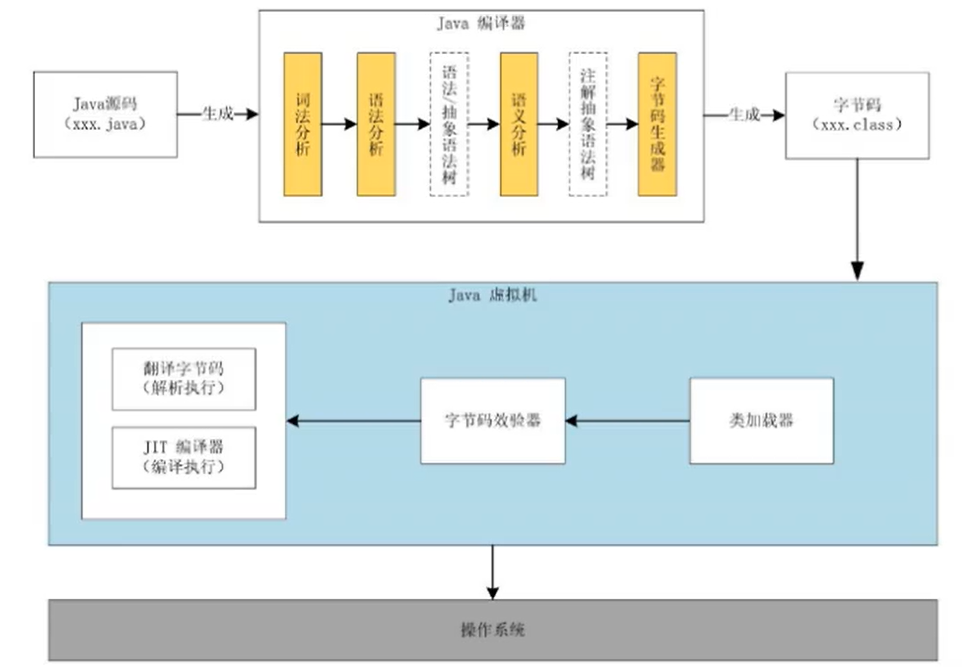 Java 编译器
Java源码
（xxx.java）
生成
词法分析
语法分析
语法/抽象语法树
语义分析
注解抽象语法树
字节码生成器
生成
字节码
（xxx.class）
Java 虚拟机
翻译字节码
（解析执行）
JIT 编译器
（编译执行）
字节码效验器
类加载器
操作系统